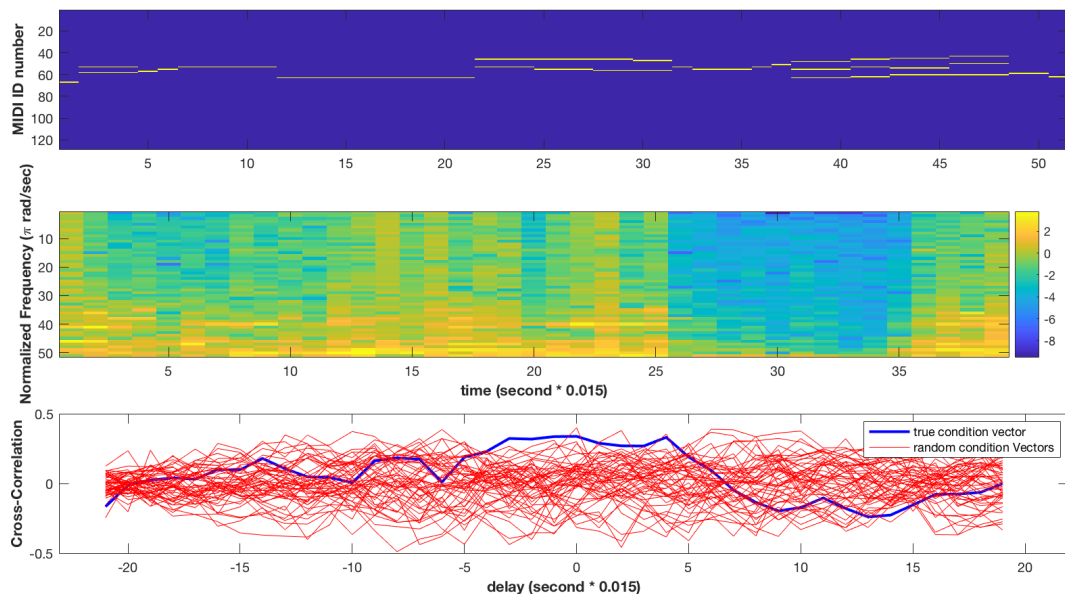 MIDI ID number
20
40
60
80
100
120
5 10 15 20 25 30 35 40 45 50
Normalized Frequency (π rad/sec)
10
20
30
40
50
5 10 15 20 25 30 35
time (second * 0.015)
2
0
-2
-4
-6
-8
Cross-Correlation
0.5
0
-0.5
true condition vector
random condition Vectors
-20 -15 -10 -5 0 5 10 15 20
delay (second * 0.015)